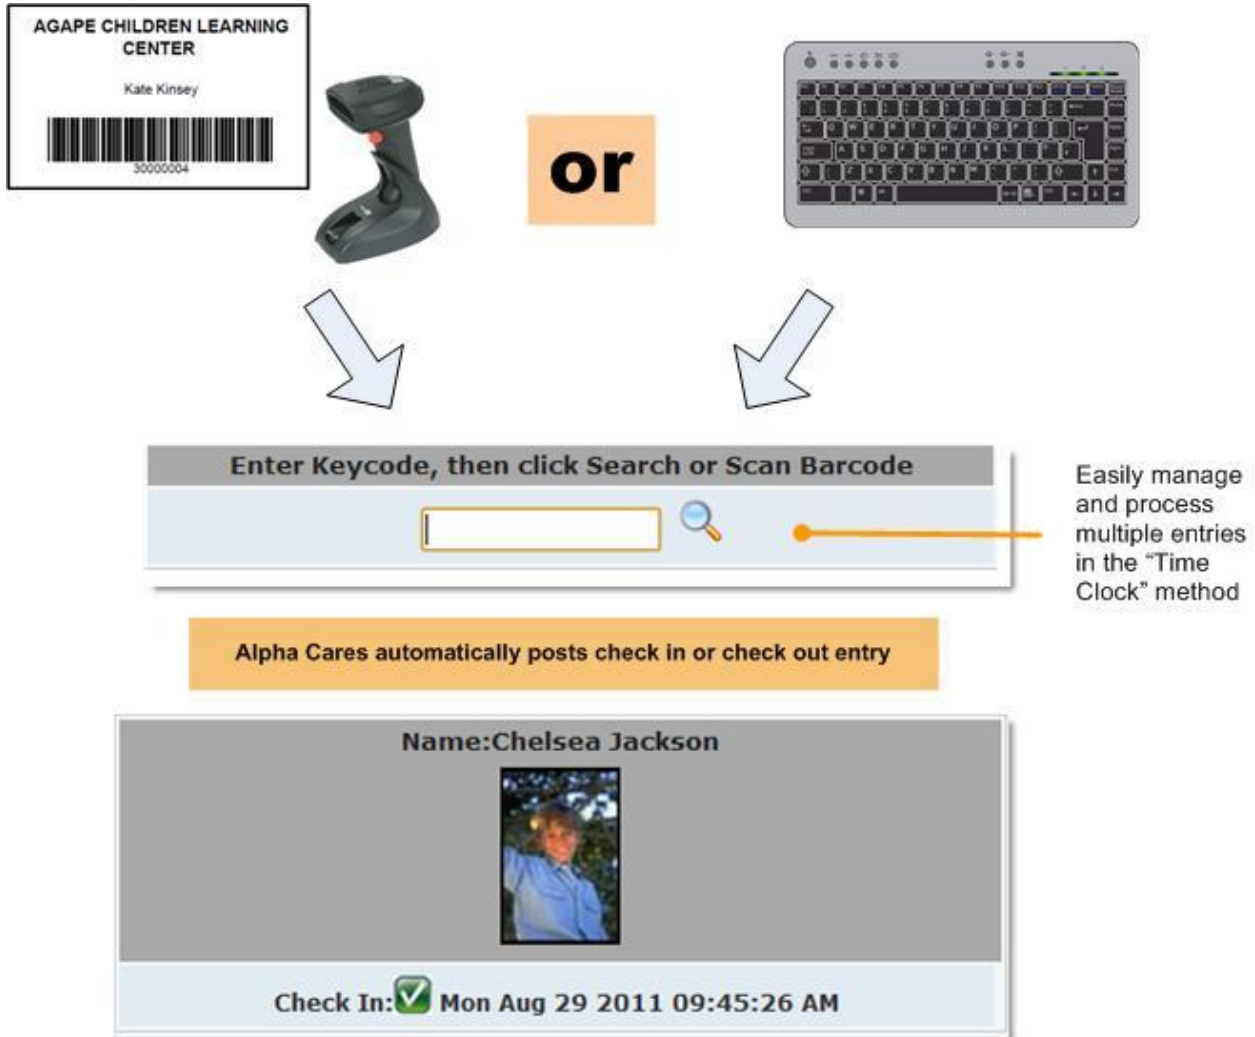 AGAPE CHILDREN LEARNING
CENTER
Kate Kinsey
30000004
or
Enter Keycode, then click Search or Scan Barcode
Easily manage
and process
multiple entries
in the “Time
Clock” method
Alpha Cares automatically posts check in or check out entry
Name:Chelsea Jackson
Check In: Mon Aug 29 2011 09:45:26 AM